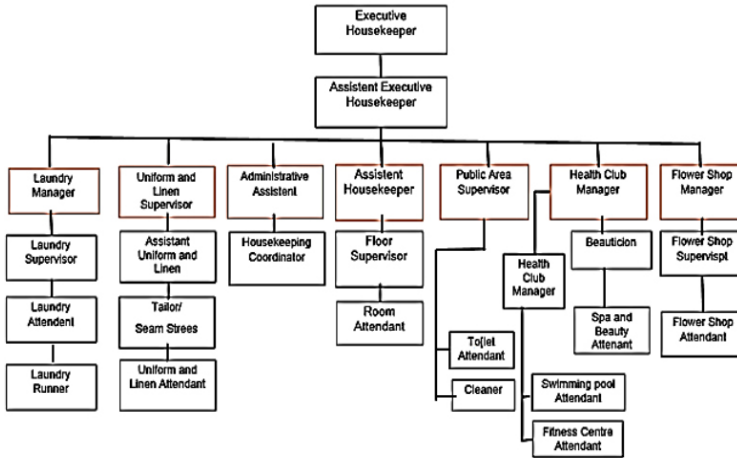 Executive
Housekeeper
Assistent Executive
Housekeeper
Laundry
Manager
Uniform and
Linen
Supervisor
Administrative
Assistent
Assistent
Housekeeper
Public Area
Supervisor
Health Club
Manager
Flower Shop
Manager
Laundry
Supervisor
Assistant
Uniform and
Linen
Housekeeping
Coordinator
Floor
Supervisor
Health
Club
Manager
Beauticion
Flower Shop
Supervispl
Laundry
Attendent
Tailor/
Seam Strees
Room
Attendant
To[let
Attendant
Spa and
Beauty
Attenant
Flower Shop
Attendant
Laundry
Runner
Uniform and
Linen Attendant
Cleaner
Swimming pool
Attendant
Fitness Centre
Attendant